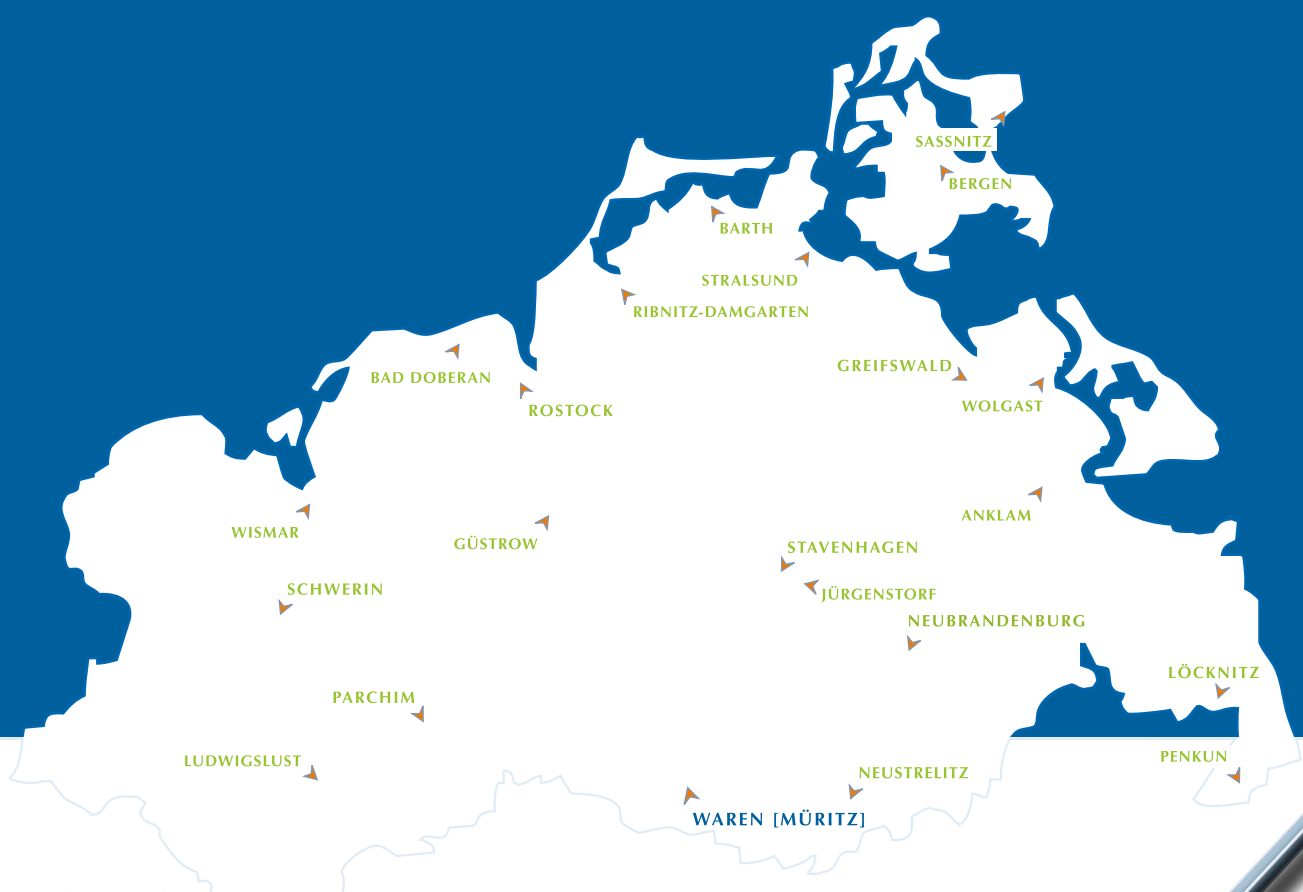 SASSNITZ
BERGEN
BARTH
STRALSUND
RIBNITZ-DAMGARTEN
GREIFSWALD
BAD DOBERAN
WOLGAST
ROSTOCK
ANKLAM
WISMAR
GÜSTROW
STAVENHAGEN
SCHWERIN
JÜRGENSTORF
NEUBRANDENBURG
LÖCKNITZ
PARCHIM
PENKUN
LUDWIGSLUST
NEUSTRELITZ
WAREN [MÜRITZ]